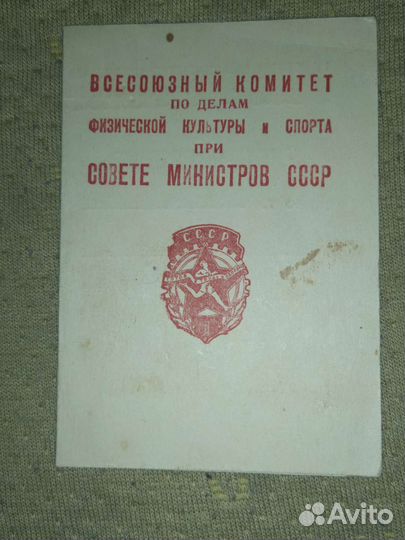 ВСЕСОЮЗНЫЙ КОМИТЕТ
ПО ДЕЛАМ
ФИЗИЧЕСКОЙ КУЛЬТУРЫ и СПОРТА
ПРИ
СОВЕТЕ МИНИСТРОВ СССР
СССР
Avito